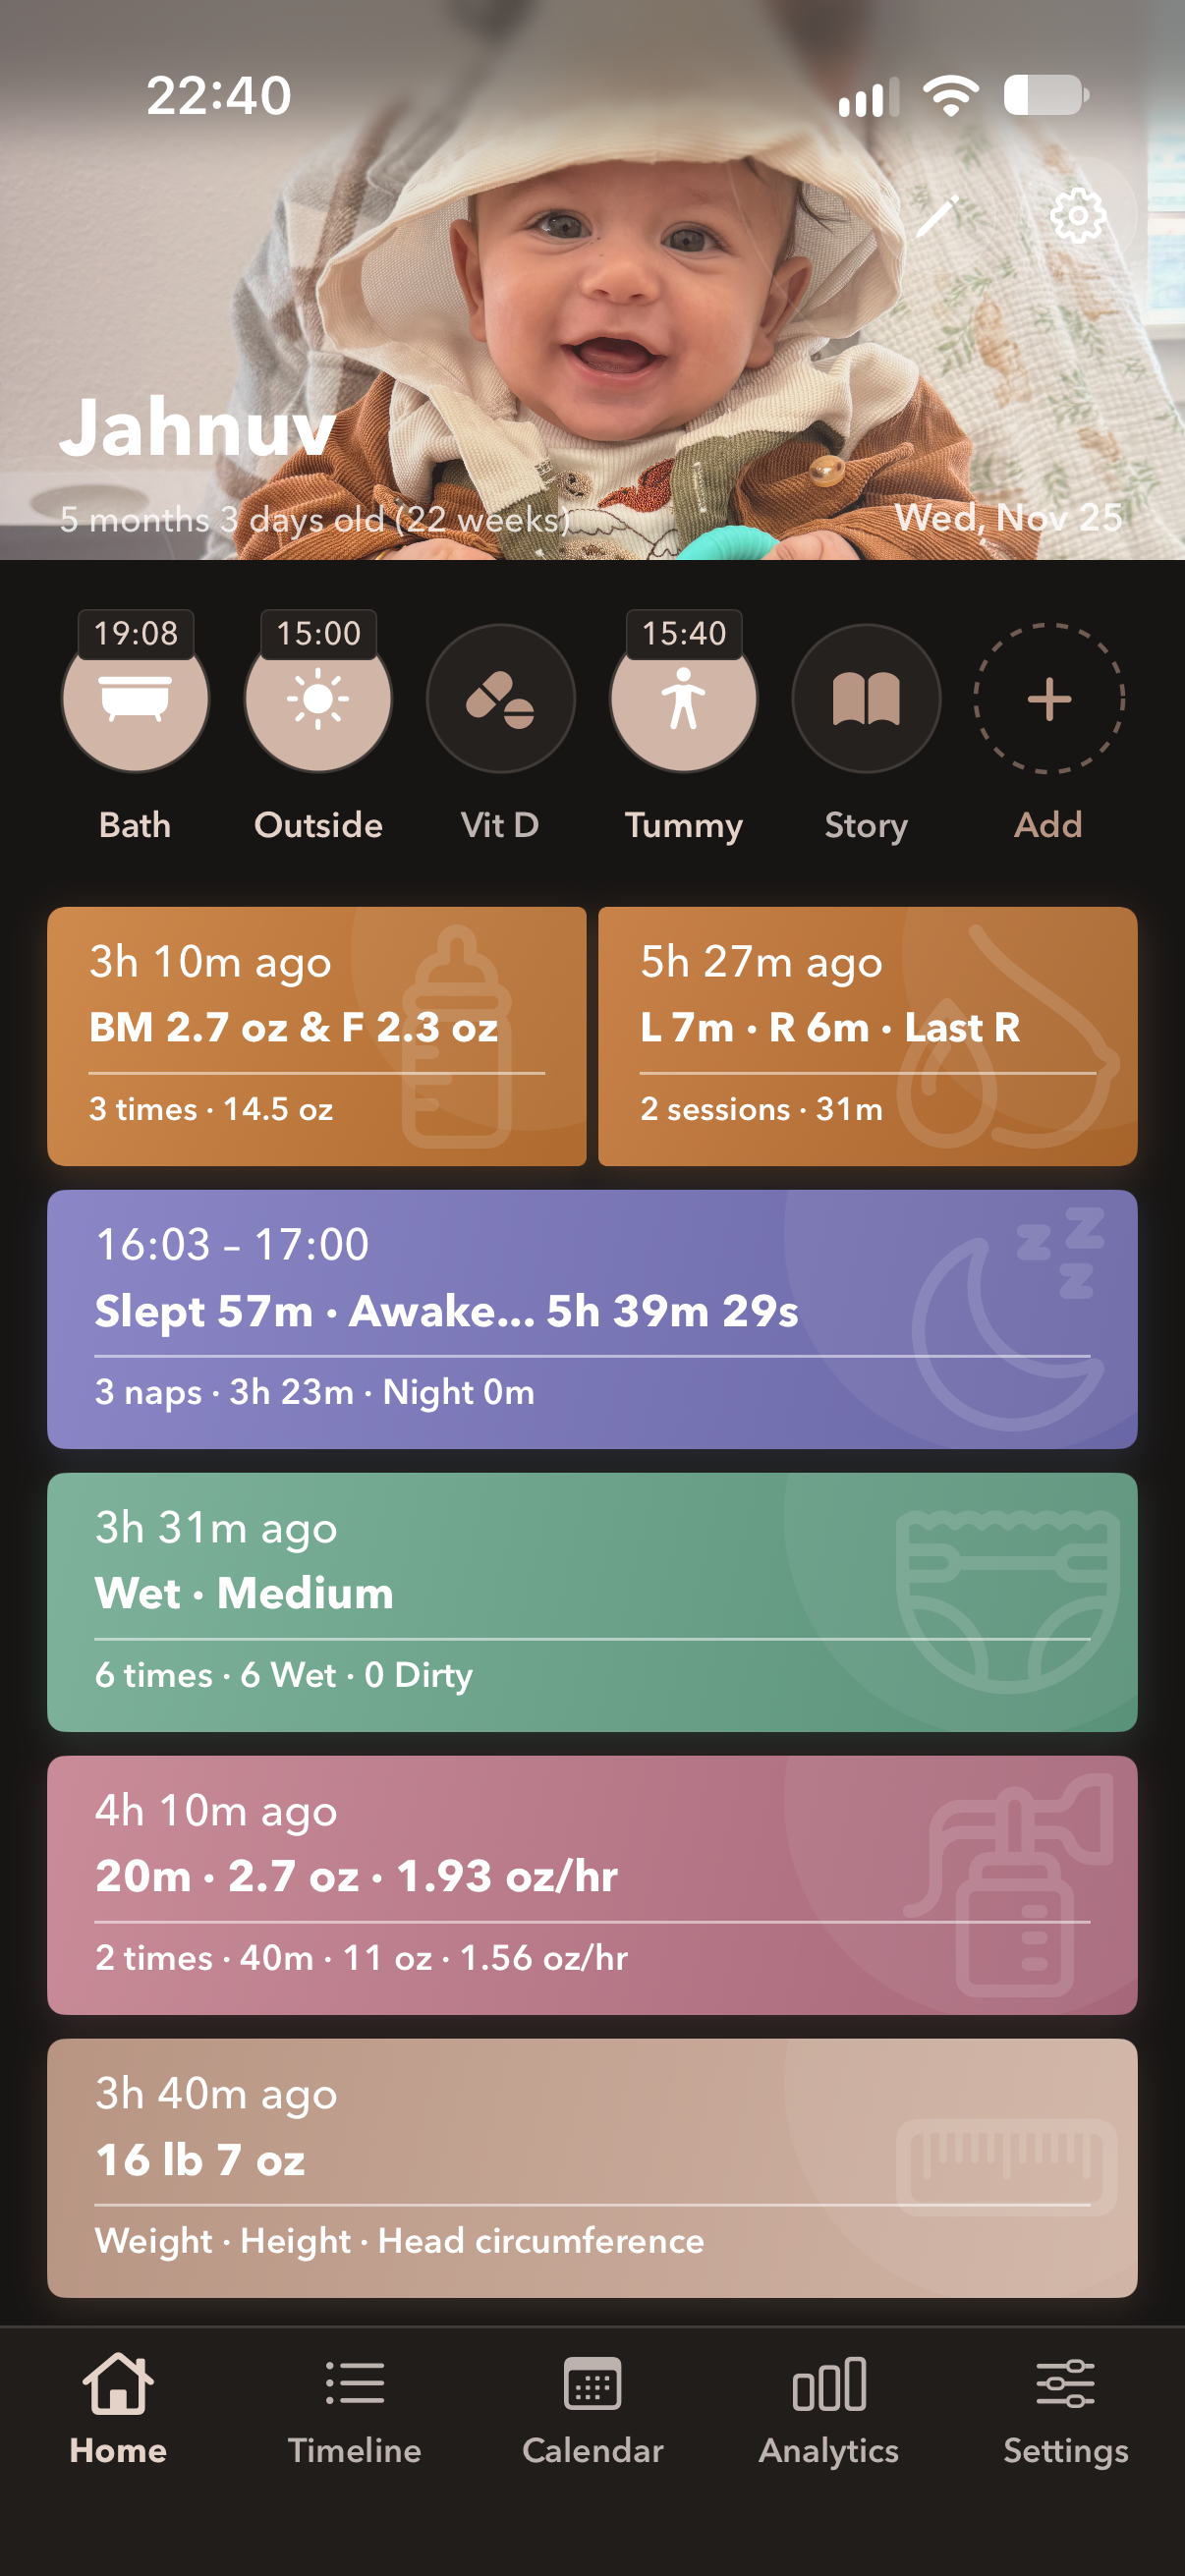 22:40
Jahnuv
5 months 3 days old (22 weeks)
Wed, Nov 25
19:08
15:00
15:40
Bath
Outside
Vit D
Tummy
Story
Add
3h 10m ago
BM 2.7 oz & F 2.3 oz
3 times · 14.5 oz
5h 27m ago
L 7m · R 6m · Last R
2 sessions · 31m
16:03 – 17:00
Slept 57m · Awake... 5h 39m 29s
3 naps · 3h 23m · Night 0m
3h 31m ago
Wet · Medium
6 times · 6 Wet · 0 Dirty
4h 10m ago
20m · 2.7 oz · 1.93 oz/hr
2 times · 40m · 11 oz · 1.56 oz/hr
3h 40m ago
16 lb 7 oz
Weight · Height · Head circumference
Home
Timeline
Calendar
Analytics
Settings